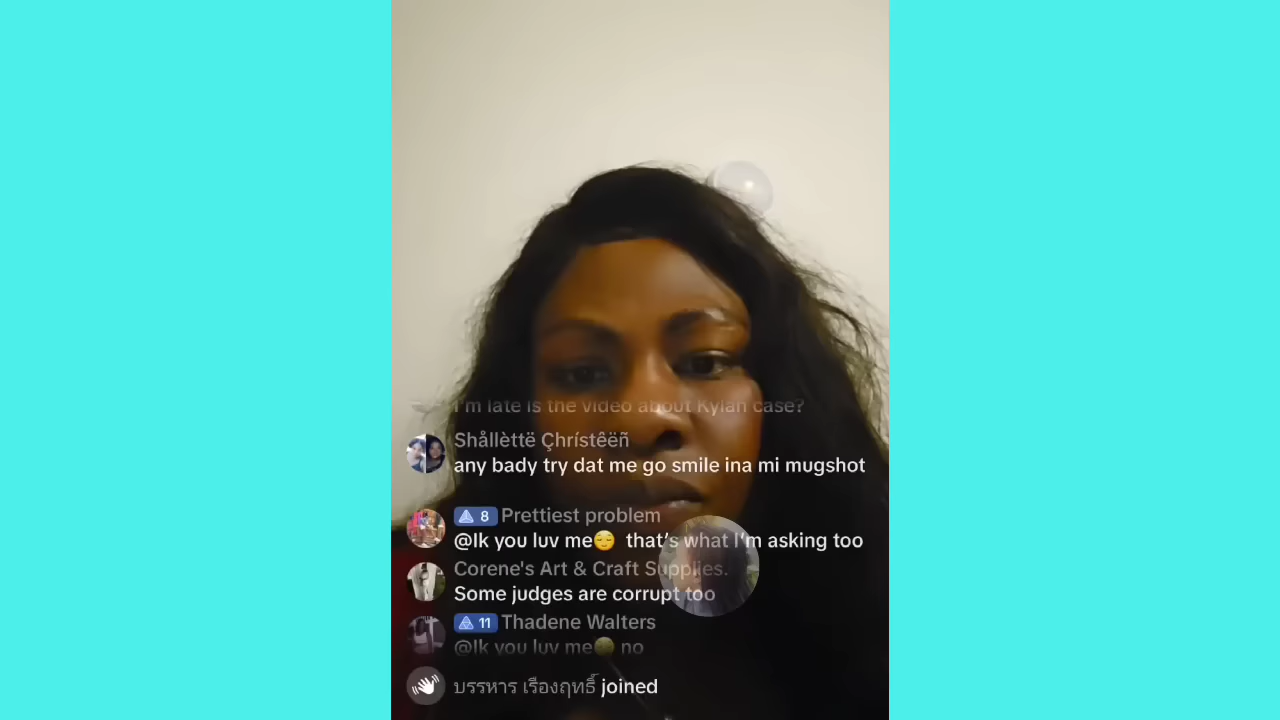 I'm late is the video about Kylan case?
Shållèttë Çhrístêëñ
any bady try dat me go smile ina mi mugshot
8 Prettiest problem
@Ik you luv me😌 that's what I'm asking too
Corene's Art & Craft Supplies.
Some judges are corrupt too
11 Thadene Walters
@Ik you luv me😌 no
บรรหาร เรืองฤทธิ์ joined